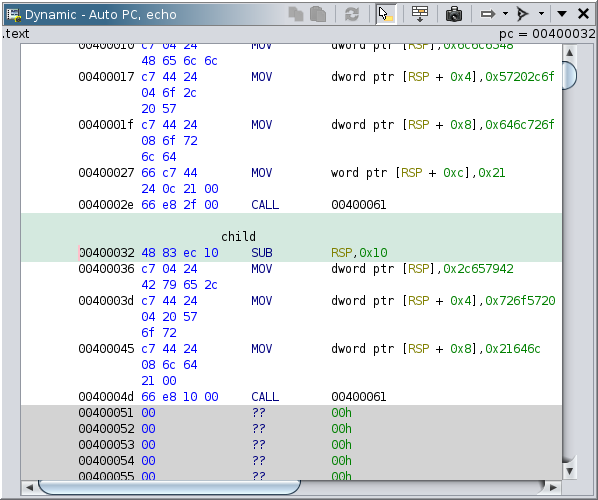 Dynamic - Auto PC, echo
.text pc = 00400032
00400010 c7 04 24 MOV dword ptr [RSP],0x6c6c6548
48 65 6c 6c
00400017 c7 44 24 MOV dword ptr [RSP + 0x4],0x57202c6f
04 6f 2c
20 57
0040001f c7 44 24 MOV dword ptr [RSP + 0x8],0x646c726f
08 6f 72
6c 64
00400027 66 c7 44 MOV word ptr [RSP + 0xc],0x21
24 0c 21 00
0040002e 66 e8 2f 00 CALL 00400061
child
00400032 48 83 ec 10 SUB RSP,0x10
00400036 c7 04 24 MOV dword ptr [RSP],0x2c657942
42 79 65 2c
0040003d c7 44 24 MOV dword ptr [RSP + 0x4],0x726f5720
04 20 57
6f 72
00400045 c7 44 24 MOV dword ptr [RSP + 0x8],0x21646c
08 6c 64
21 00
0040004d 66 e8 10 00 CALL 00400061
00400051 00 ?? 00h
00400052 00 ?? 00h
00400053 00 ?? 00h
00400054 00 ?? 00h
00400055 00 ?? 00h